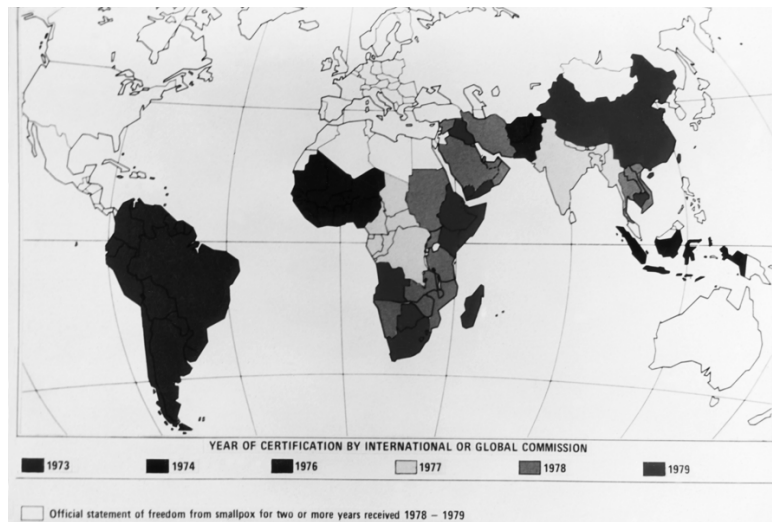 YEAR OF CERTIFICATION BY INTERNATIONAL OR GLOBAL COMMISSION
1973 1974 1976 1977 1978 1979
Official statement of freedom from smallpox for two or more years received 1978 – 1979